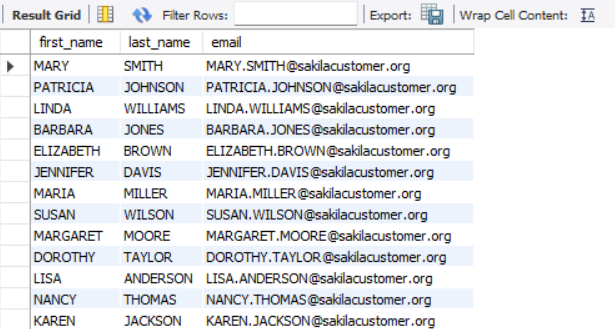 Result Grid Filter Rows: Export: Wrap Cell Content: IA
first_name last_name email
MARY SMITH MARY.SMITH@sakilacustomer.org
PATRICIA JOHNSON PATRICIA.JOHNSON@sakilacustomer.org
LINDA WILLIAMS LINDA.WILLIAMS@sakilacustomer.org
BARBARA JONES BARBARA.JONES@sakilacustomer.org
ELIZABETH BROWN ELIZABETH.BROWN@sakilacustomer.org
JENNIFER DAVIS JENNIFER.DAVIS@sakilacustomer.org
MARIA MILLER MARIA.MILLER@sakilacustomer.org
SUSAN WILSON SUSAN.WILSON@sakilacustomer.org
MARGARET MOORE MARGARET.MOORE@sakilacustomer.org
DOROTHY TAYLOR DOROTHY.TAYLOR@sakilacustomer.org
LISA ANDERSON LISA.ANDERSON@sakilacustomer.org
NANCY THOMAS NANCY.THOMAS@sakilacustomer.org
KAREN JACKSON KAREN.JACKSON@sakilacustomer.org